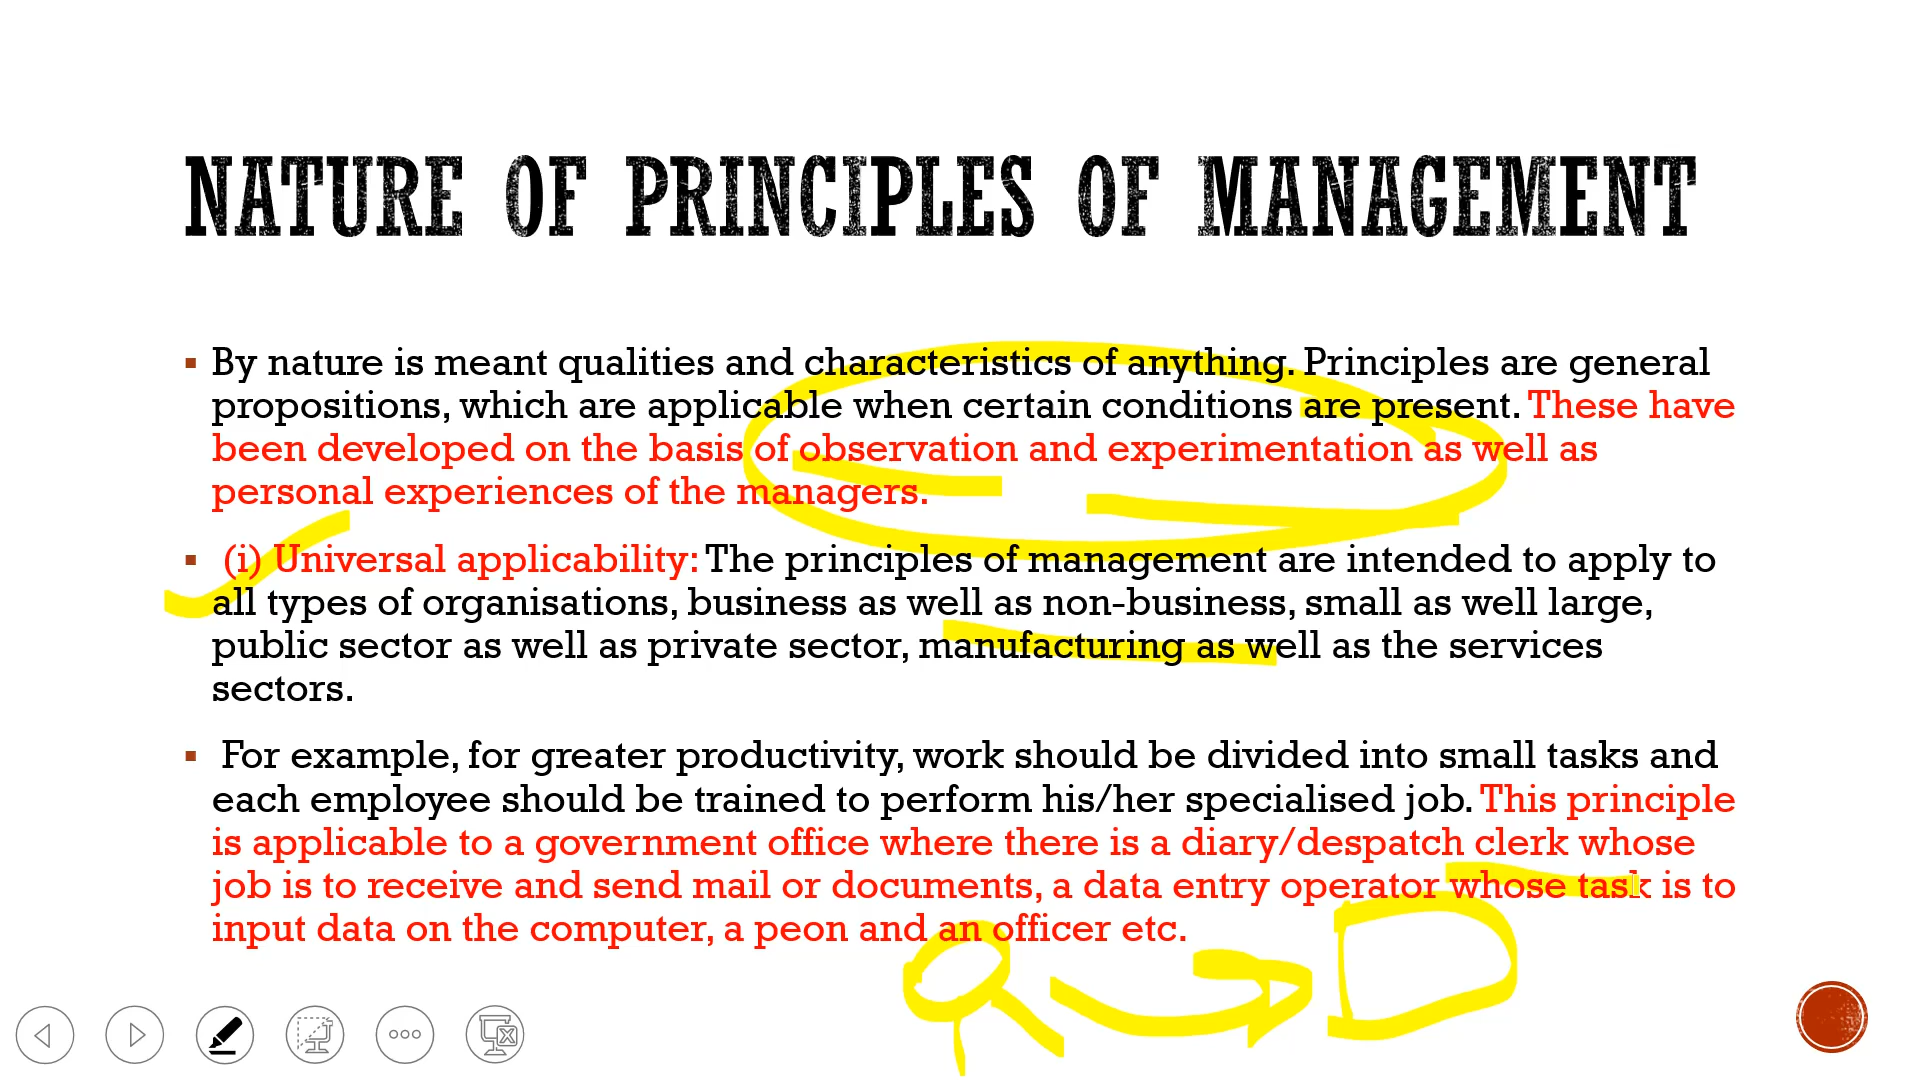 NATURE OF PRINCIPLES OF MANAGEMENT
By nature is meant qualities and characteristics of anything. Principles are general
propositions, which are applicable when certain conditions are present. These have
been developed on the basis of observation and experimentation as well as
personal experiences of the managers.
(i) Universal applicability: The principles of management are intended to apply to
all types of organisations, business as well as non-business, small as well large,
public sector as well as private sector, manufacturing as well as the services
sectors.
For example, for greater productivity, work should be divided into small tasks and
each employee should be trained to perform his/her specialised job. This principle
is applicable to a government office where there is a diary/despatch clerk whose
job is to receive and send mail or documents, a data entry operator whose task is to
input data on the computer, a peon and an officer etc.